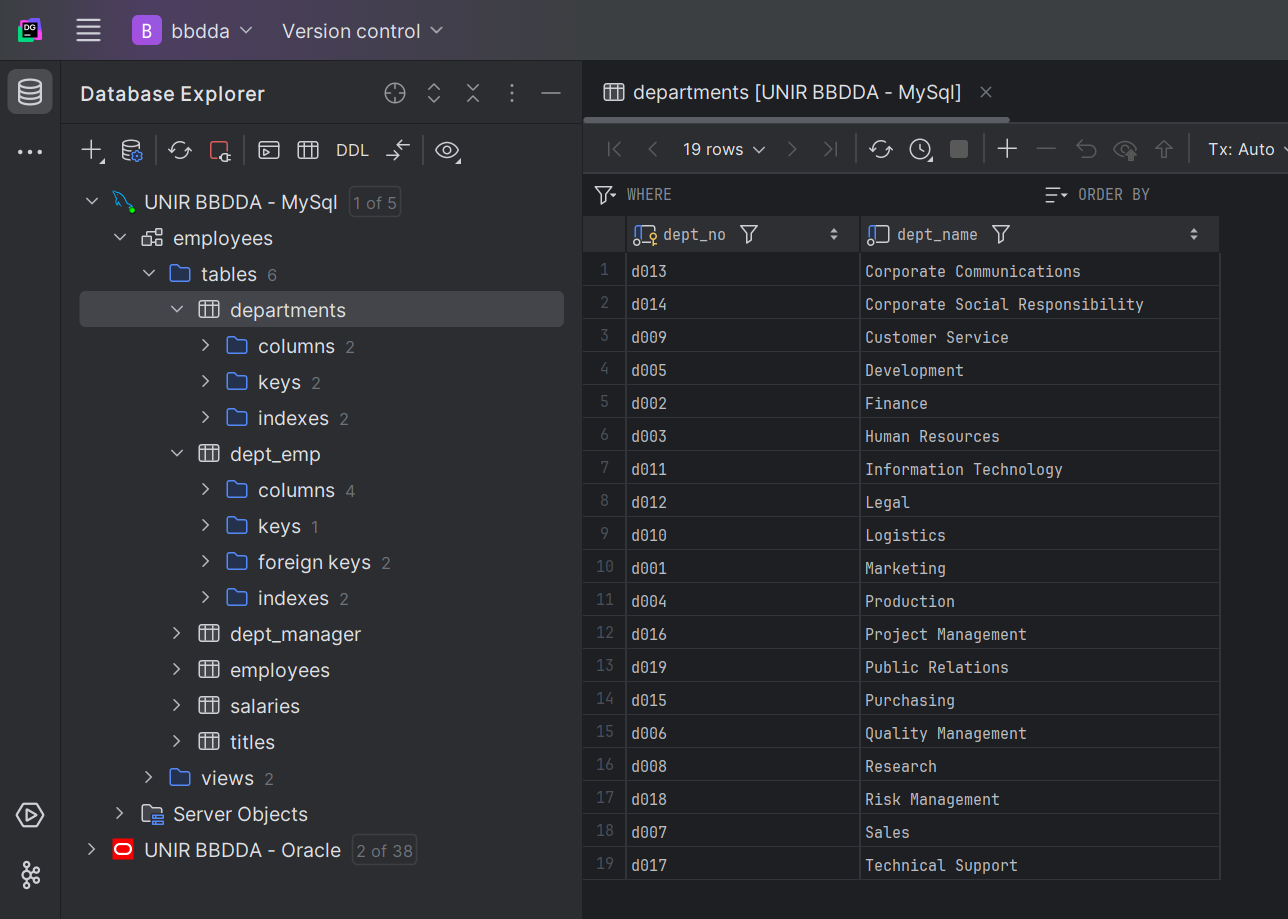 DG B bbdda Version control
Database Explorer
DDL
UNIR BBDDA - MySql 1 of 5
employees
tables 6
departments
columns 2
keys 2
indexes 2
dept_emp
columns 4
keys 1
foreign keys 2
indexes 2
dept_manager
employees
salaries
titles
views 2
Server Objects
UNIR BBDDA - Oracle 2 of 38
departments [UNIR BBDDA - MySql]
19 rows Tx: Auto
WHERE ORDER BY
dept_no dept_name
1 d013 Corporate Communications
2 d014 Corporate Social Responsibility
3 d009 Customer Service
4 d005 Development
5 d002 Finance
6 d003 Human Resources
7 d011 Information Technology
8 d012 Legal
9 d010 Logistics
10 d001 Marketing
11 d004 Production
12 d016 Project Management
13 d019 Public Relations
14 d015 Purchasing
15 d006 Quality Management
16 d008 Research
17 d018 Risk Management
18 d007 Sales
19 d017 Technical Support